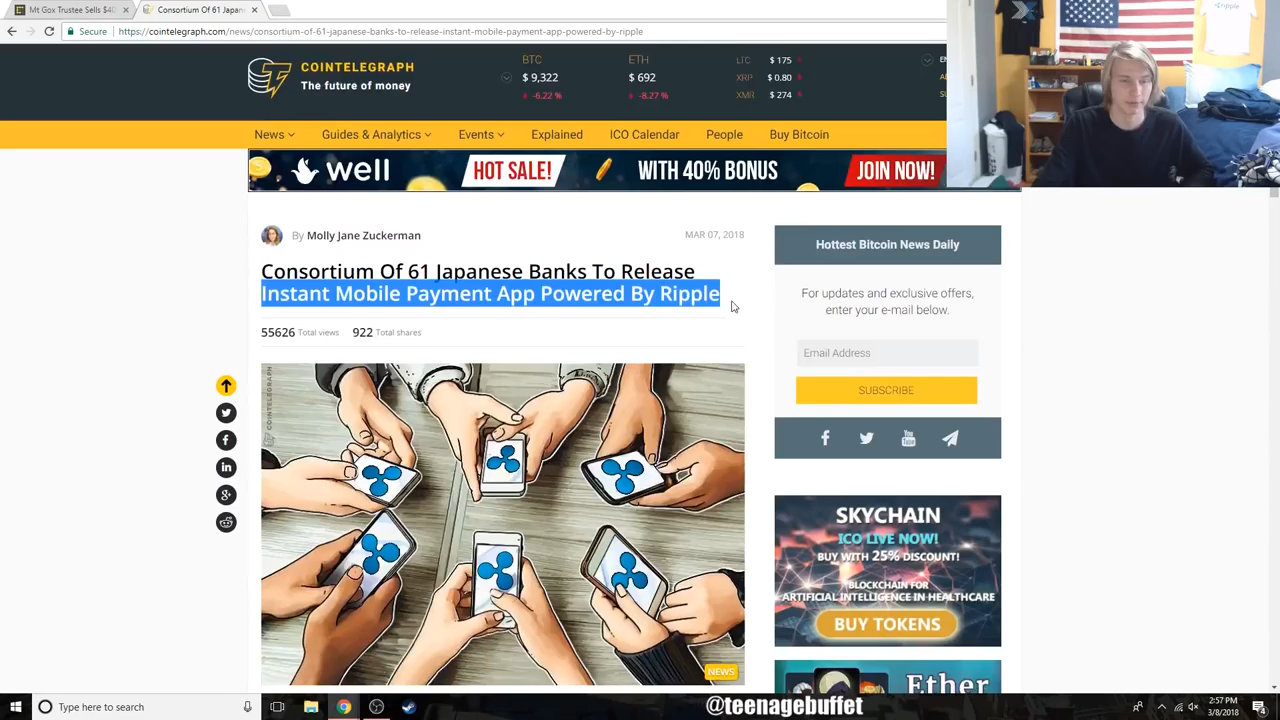 Mt Gox Trustee Sells $40
Consortium Of 61 Japan
Secure
https://cointelegraph.com/news/consortium-of-61-japanese-banks-to-release-instant-mobile-payment-app-powered-by-ripple
COINTELEGRAPH
The future of money
BTC
$ 9,322
-6.22 %
ETH
$ 692
-8.27 %
LTC $ 175
XRP $ 0.80
XMR $ 274
News
Guides & Analytics
Events
Explained
ICO Calendar
People
Buy Bitcoin
well
HOT SALE!
WITH 40% BONUS
JOIN NOW!
By Molly Jane Zuckerman
MAR 07, 2018
Consortium Of 61 Japanese Banks To Release
Instant Mobile Payment App Powered By Ripple
55626 Total views 922 Total shares
COINTELEGRAPH
NEWS
Hottest Bitcoin News Daily
For updates and exclusive offers,
enter your e-mail below.
Email Address
SUBSCRIBE
SKYCHAIN
ICO LIVE NOW!
BUY WITH 25% DISCOUNT!
BLOCKCHAIN FOR
ARTIFICIAL INTELLIGENCE IN HEALTHCARE
BUY TOKENS
Ether
Type here to search
@teenagebuffet
2:57 PM
3/8/2018